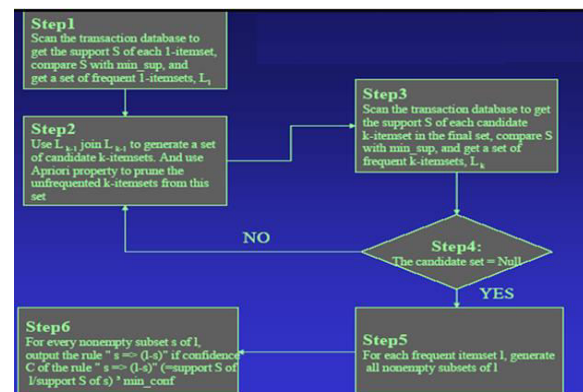 Step1
Scan the transaction database to
get the support S of each 1-itemset,
compare S with min_sup, and
get a set of frequent 1-itemsets, L1
Step2
Use L k-1 join L k-1 to generate a set
of candidate k-itemsets. And use
Apriori property to prune the
unfrequented k-itemsets from this
set
Step3
Scan the transaction database to get
the support S of each candidate
k-itemset in the final set, compare S
with min_sup, and get a set of
frequent k-itemsets, L k
Step4:
The candidate set = Null
NO
YES
Step5
For each frequent itemset l, generate
all nonempty subsets of l
Step6
For every nonempty subset s of l,
output the rule " s => (l-s)" if confidence
C of the rule " s => (l-s)" (=support S of
l/support S of s) ³ min_conf